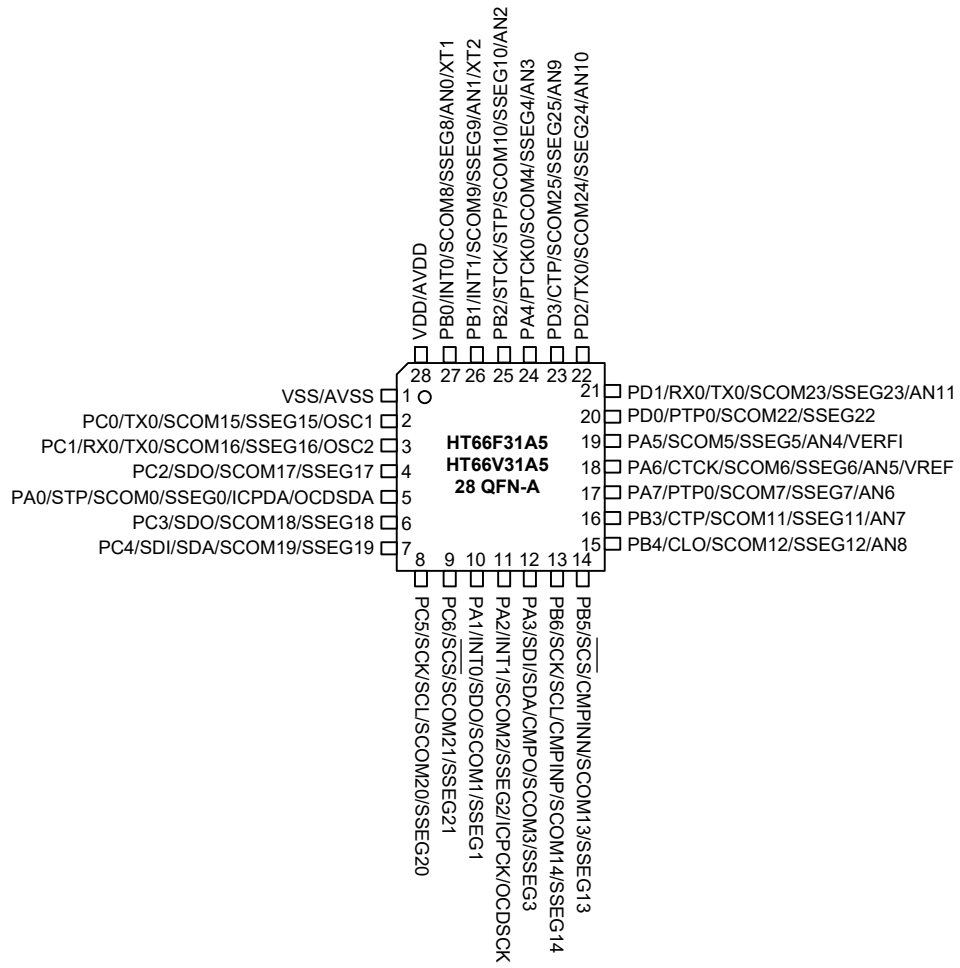 PB0/INT0/SCOM8/SSEG8/AN0/XT1
PB1/INT1/SCOM9/SSEG9/AN1/XT2
PB2/STCK/STP/SCOM10/SSEG10/AN2
PA4/PTCK0/SCOM4/SSEG4/AN3
PD3/CTP/SCOM25/SSEG25/AN9
PD2/TX0/SCOM24/SSEG24/AN10
VDD/AVDD
28 27 26 25 24 23 22
VSS/AVSS 1
PC0/TX0/SCOM15/SSEG15/OSC1 2
PC1/RX0/TX0/SCOM16/SSEG16/OSC2 3
PC2/SDO/SCOM17/SSEG17 4
PA0/STP/SCOM0/SSEG0/ICPDA/OCDSDA 5
PC3/SDO/SCOM18/SSEG18 6
PC4/SDI/SDA/SCOM19/SSEG19 7
HT66F31A5
HT66V31A5
28 QFN-A
21 PD1/RX0/TX0/SCOM23/SSEG23/AN11
20 PD0/PTP0/SCOM22/SSEG22
19 PA5/SCOM5/SSEG5/AN4/VERFI
18 PA6/CTCK/SCOM6/SSEG6/AN5/VREF
17 PA7/PTP0/SCOM7/SSEG7/AN6
16 PB3/CTP/SCOM11/SSEG11/AN7
15 PB4/CLO/SCOM12/SSEG12/AN8
8 9 10 11 12 13 14
PC5/SCK/SCL/SCOM20/SSEG20
PC6/SCS/SCOM21/SSEG21
PA1/INT0/SDO/SCOM1/SSEG1
PA2/INT1/SCOM2/SSEG2/ICPCK/OCDSCK
PA3/SDI/SDA/CMPO/SCOM3/SSEG3
PB6/SCK/SCL/CMPINP/SCOM14/SSEG14
PB5/SCS/CMPINN/SCOM13/SSEG13